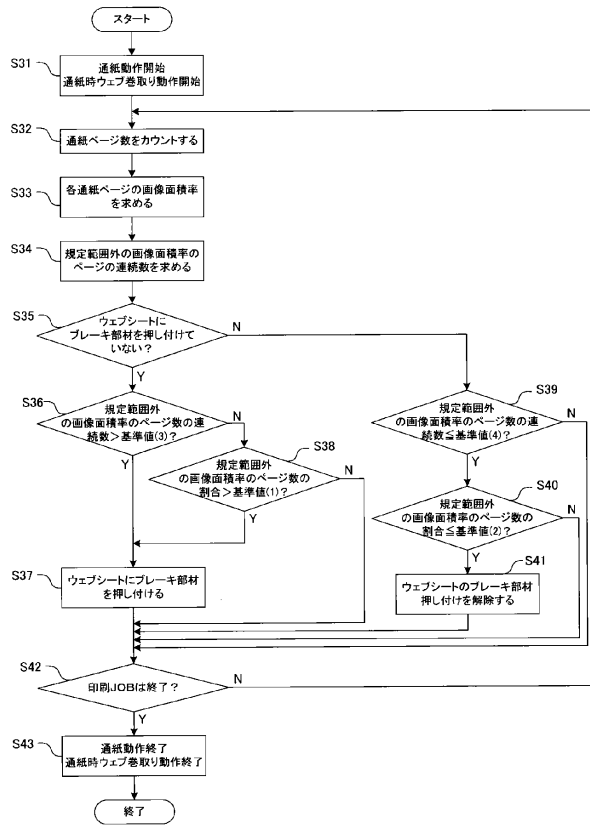 スタート
S31
通紙動作開始
通紙時ウェブ巻取り動作開始
S32
通紙ページ数をカウントする
S33
各通紙ページの画像面積率
を求める
S34
規定範囲外の画像面積率の
ページの連続数を求める
S35
ウェブシートに
ブレーキ部材を押し付けて
いない？
N
Y
S36
規定範囲外
の画像面積率のページ数の連
続数＞基準値(3)？
N
Y
S38
規定範囲外
の画像面積率のページ数の
割合＞基準値(1)？
N
Y
S39
規定範囲外
の画像面積率のページ数の連
続数≦基準値(4)？
N
Y
S40
規定範囲外
の画像面積率のページ数の
割合≦基準値(2)？
N
Y
S37
ウェブシートにブレーキ部材
を押し付ける
S41
ウェブシートのブレーキ部材
押し付けを解除する
S42
印刷JOBは終了？
N
Y
S43
通紙動作終了
通紙時ウェブ巻取り動作終了
終了